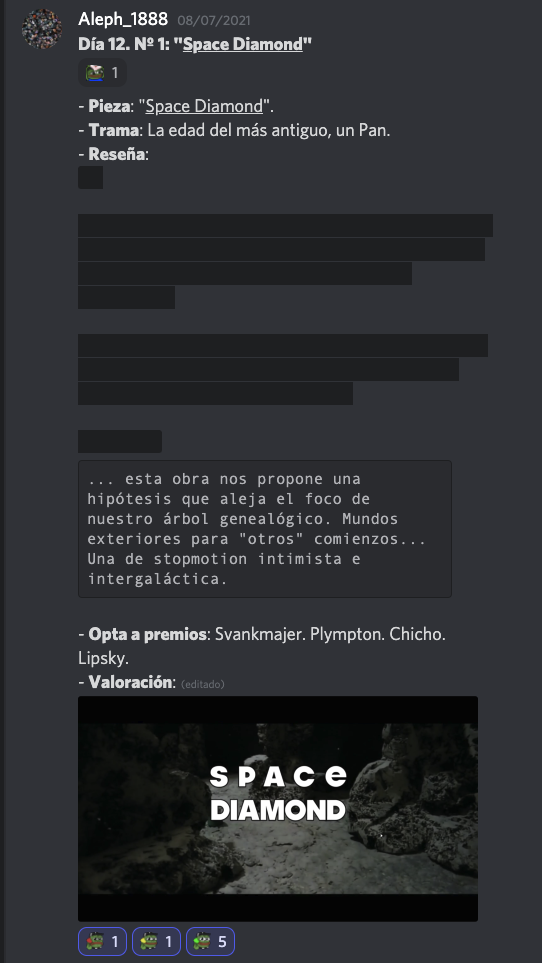 Aleph_1888 08/07/2021
Día 12. Nº 1: "Space Diamond"
1
- Pieza: "Space Diamond".
- Trama: La edad del más antiguo, un Pan.
- Reseña:
... esta obra nos propone una
hipótesis que aleja el foco de
nuestro árbol genealógico. Mundos
exteriores para "otros" comienzos...
Una de stopmotion intimista e
intergaláctica.
- Opta a premios: Svankmajer. Plympton. Chicho.
Lipsky.
- Valoración: (editado)
SPACe
DIAMOND
1 1 5